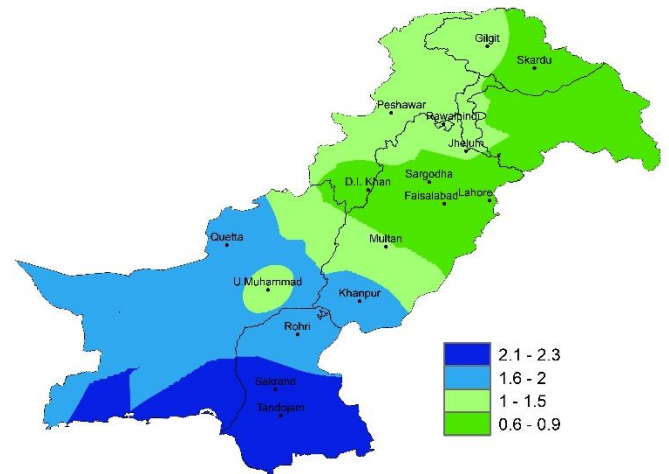 Gilgit
Skardu
Peshawar
Rawalpindi
Jhelum
Sargodha
D.I. Khan
Faisalabad
Lahore
Quetta
Multan
U.Muhammad
Khanpur
Rohri
Sakrand
Tandojam
2.1 - 2.3
1.6 - 2
1 - 1.5
0.6 - 0.9